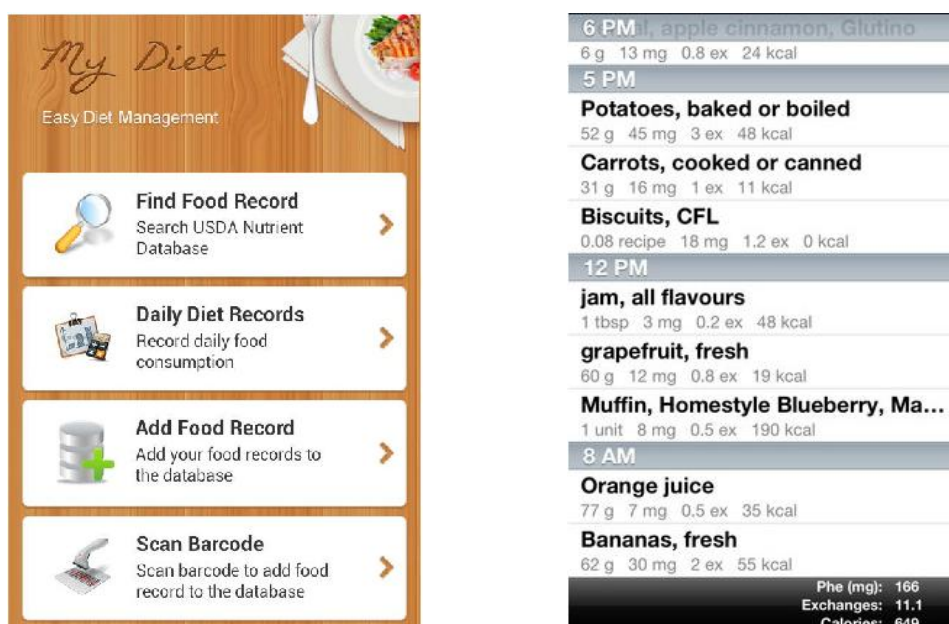 My Diet
Easy Diet Management
Find Food Record
Search USDA Nutrient
Database
Daily Diet Records
Record daily food
consumption
Add Food Record
Add your food records to
the database
Scan Barcode
Scan barcode to add food
record to the database
6 PM apple cinnamon, Glutino
6 g 13 mg 0.8 ex 24 kcal
5 PM
Potatoes, baked or boiled
52 g 45 mg 3 ex 48 kcal
Carrots, cooked or canned
31 g 16 mg 1 ex 11 kcal
Biscuits, CFL
0.08 recipe 18 mg 1.2 ex 0 kcal
12 PM
jam, all flavours
1 tbsp 3 mg 0.2 ex 48 kcal
grapefruit, fresh
60 g 12 mg 0.8 ex 19 kcal
Muffin, Homestyle Blueberry, Ma...
1 unit 8 mg 0.5 ex 190 kcal
8 AM
Orange juice
77 g 7 mg 0.5 ex 35 kcal
Bananas, fresh
62 g 30 mg 2 ex 55 kcal
Phe (mg): 166
Exchanges: 11.1
Calories: 649